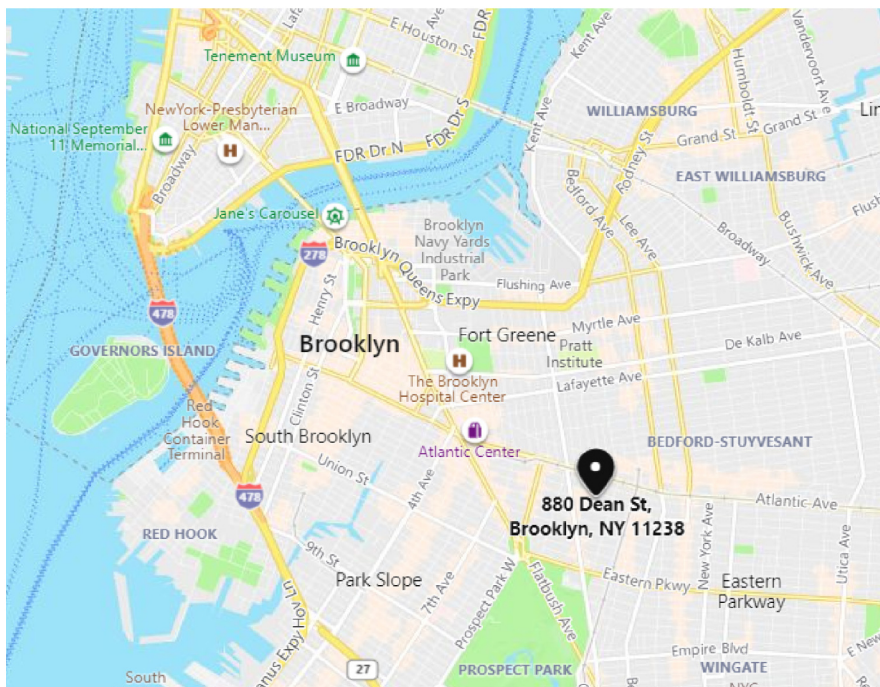 E Houston St
FDR Dr S
Kent Ave
Vandervoort Ave
Humboldt St
Tenement Museum
NewYork-Presbyterian
Lower Man...
E Broadway
Kent Ave
WILLIAMSBURG
National September
11 Memorial...
Broadway
FDR Dr N
FDR Dr S
Rodney St
Grand St
Grand St
EAST WILLIAMSBURG
Bedford Ave
Lee Ave
Jane's Carousel
Brooklyn
Navy Yards
Industrial
Park
Broadway
Bushwick Ave
278
Brooklyn Queens Expy
Flushing Ave
Henry St
478
Myrtle Ave
Fort Greene
Brooklyn
Pratt
Institute
De Kalb Ave
GOVERNORS ISLAND
The Brooklyn
Hospital Center
Lafayette Ave
Clinton St
Red
Hook
Container
Terminal
South Brooklyn
Atlantic Center
BEDFORD-STUYVESANT
Union St
4th Ave
478
880 Dean St,
Brooklyn, NY 11238
Atlantic Ave
RED HOOK
9th St
New York Ave
Utica Ave
Park Slope
7th Ave
Prospect Park W
Flatbush Ave
Eastern Pkwy
Eastern
Parkway
27
PROSPECT PARK
Empire Blvd
WINGATE
South